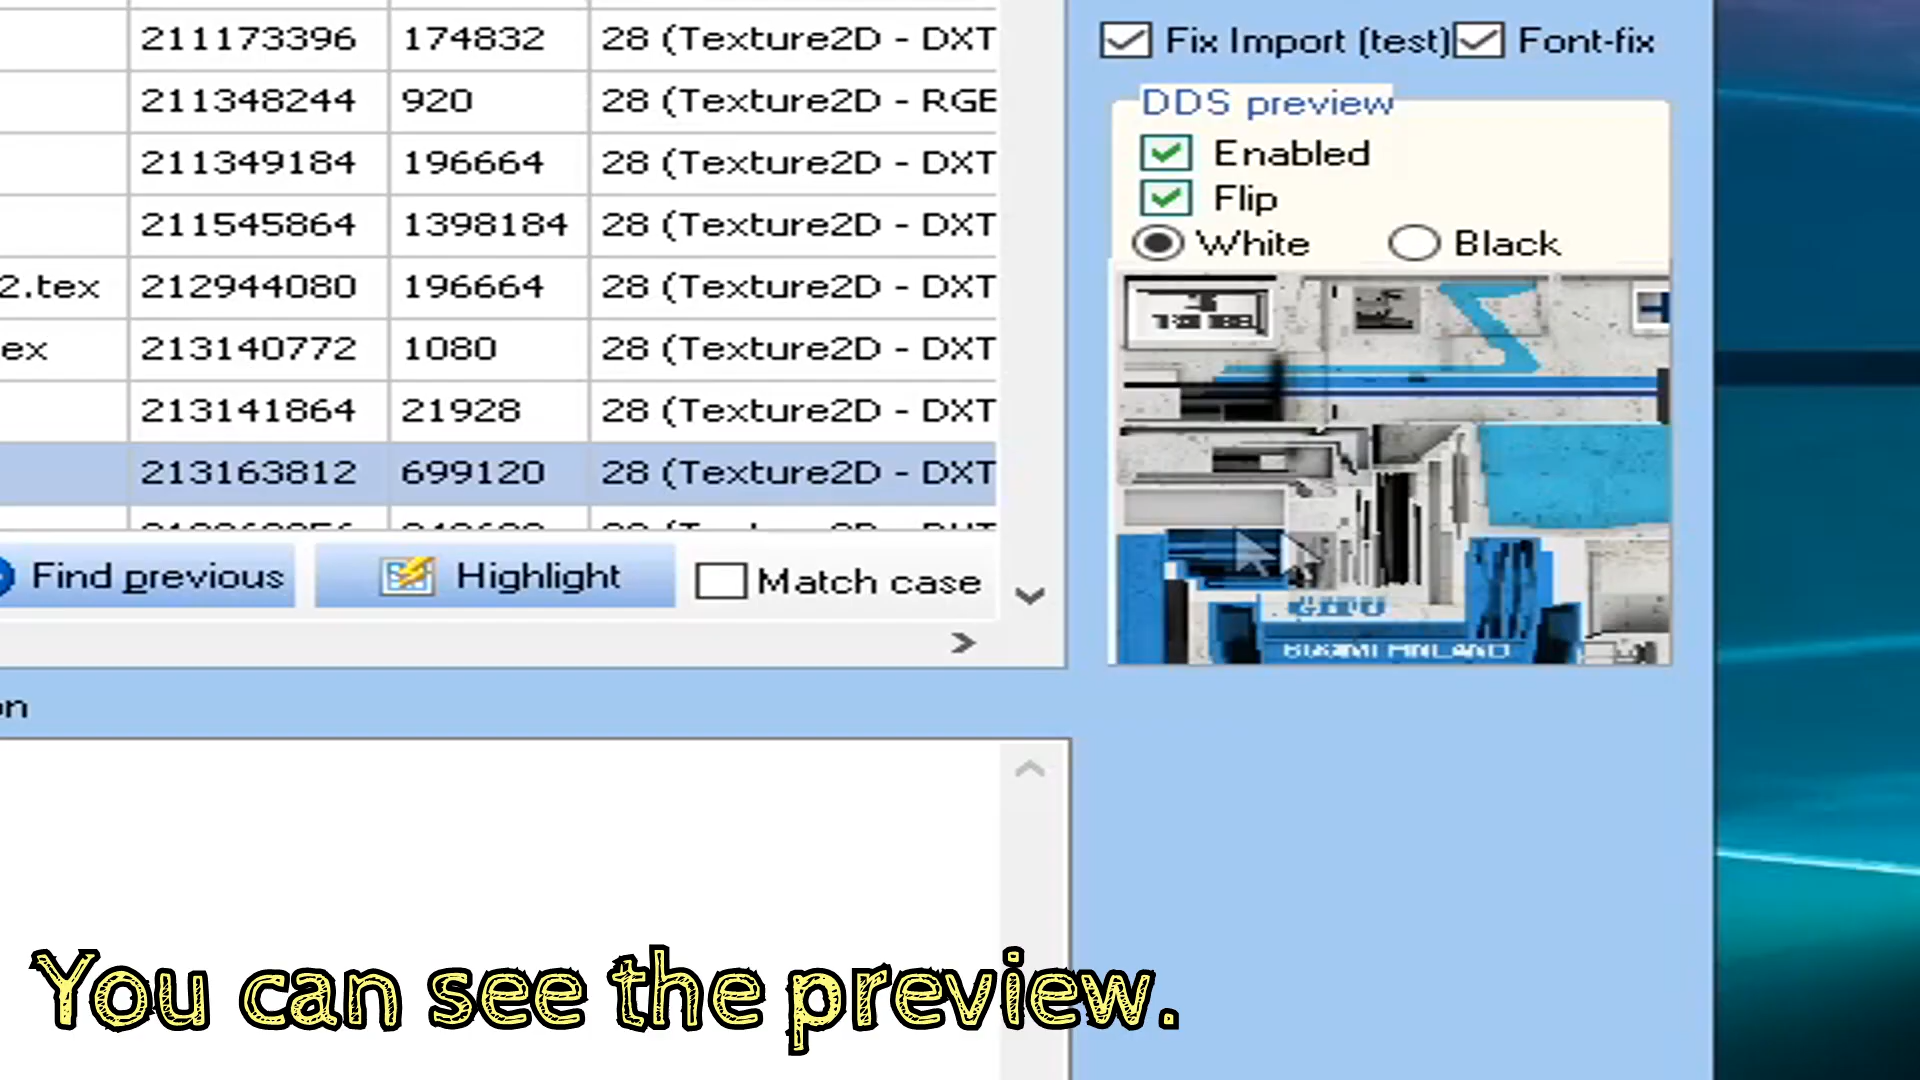 211173396 174832 28 (Texture2D - DXT
211348244 920 28 (Texture2D - RGE
211349184 196664 28 (Texture2D - DXT
211545864 1398184 28 (Texture2D - DXT
2.tex 212944080 196664 28 (Texture2D - DXT
ex 213140772 1080 28 (Texture2D - DXT
213141864 21928 28 (Texture2D - DXT
213163812 699120 28 (Texture2D - DXT
Find previous Highlight Match case
on
Fix Import (test) Font-fix
DDS preview
Enabled
Flip
White Black
FINLAND
You can see the preview.